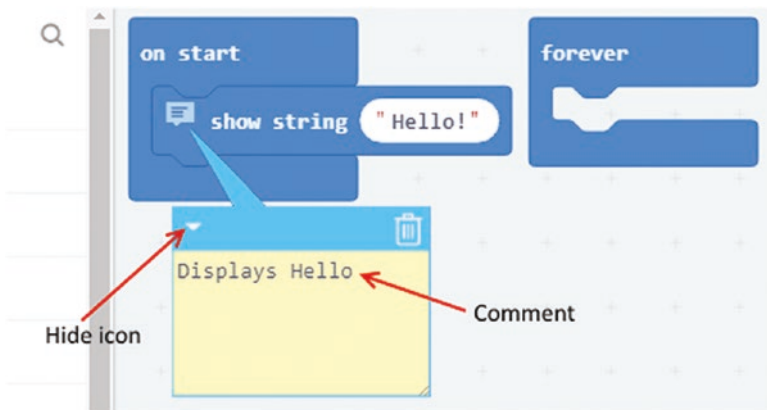 on start
forever
show string "Hello!"
Displays Hello
Comment
Hide icon